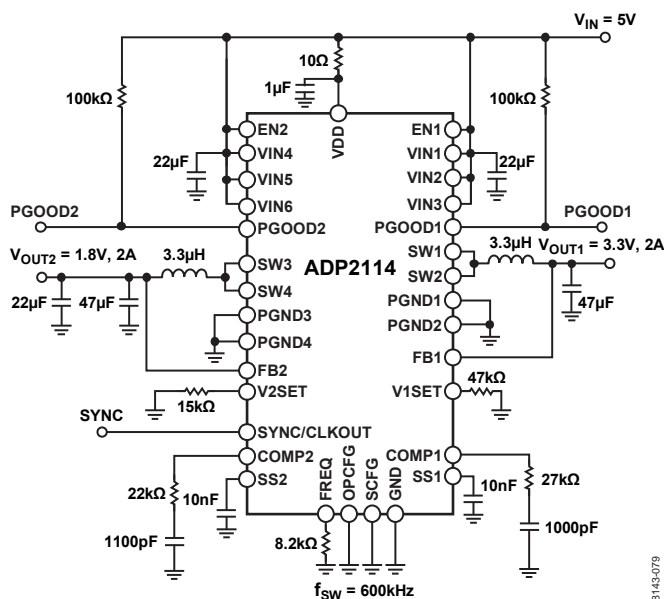 VIN = 5V
10Ω
1µF
100kΩ
100kΩ
VDD
EN2
EN1
VIN4
VIN1
22µF
22µF
VIN5
VIN2
VIN6
VIN3
PGOOD2
PGOOD1
PGOOD2
PGOOD1
VOUT2 = 1.8V, 2A
3.3µH
SW3
ADP2114
SW1
3.3µH
VOUT1 = 3.3V, 2A
SW4
SW2
22µF
47µF
47µF
PGND3
PGND1
PGND4
PGND2
FB2
FB1
V2SET
V1SET
15kΩ
47kΩ
SYNC
SYNC/CLKOUT
COMP2
COMP1
SS2
SS1
FREQ
OPCFG
SCFG
GND
22kΩ
10nF
10nF
27kΩ
1100pF
8.2kΩ
1000pF
fSW = 600kHz
8143-079